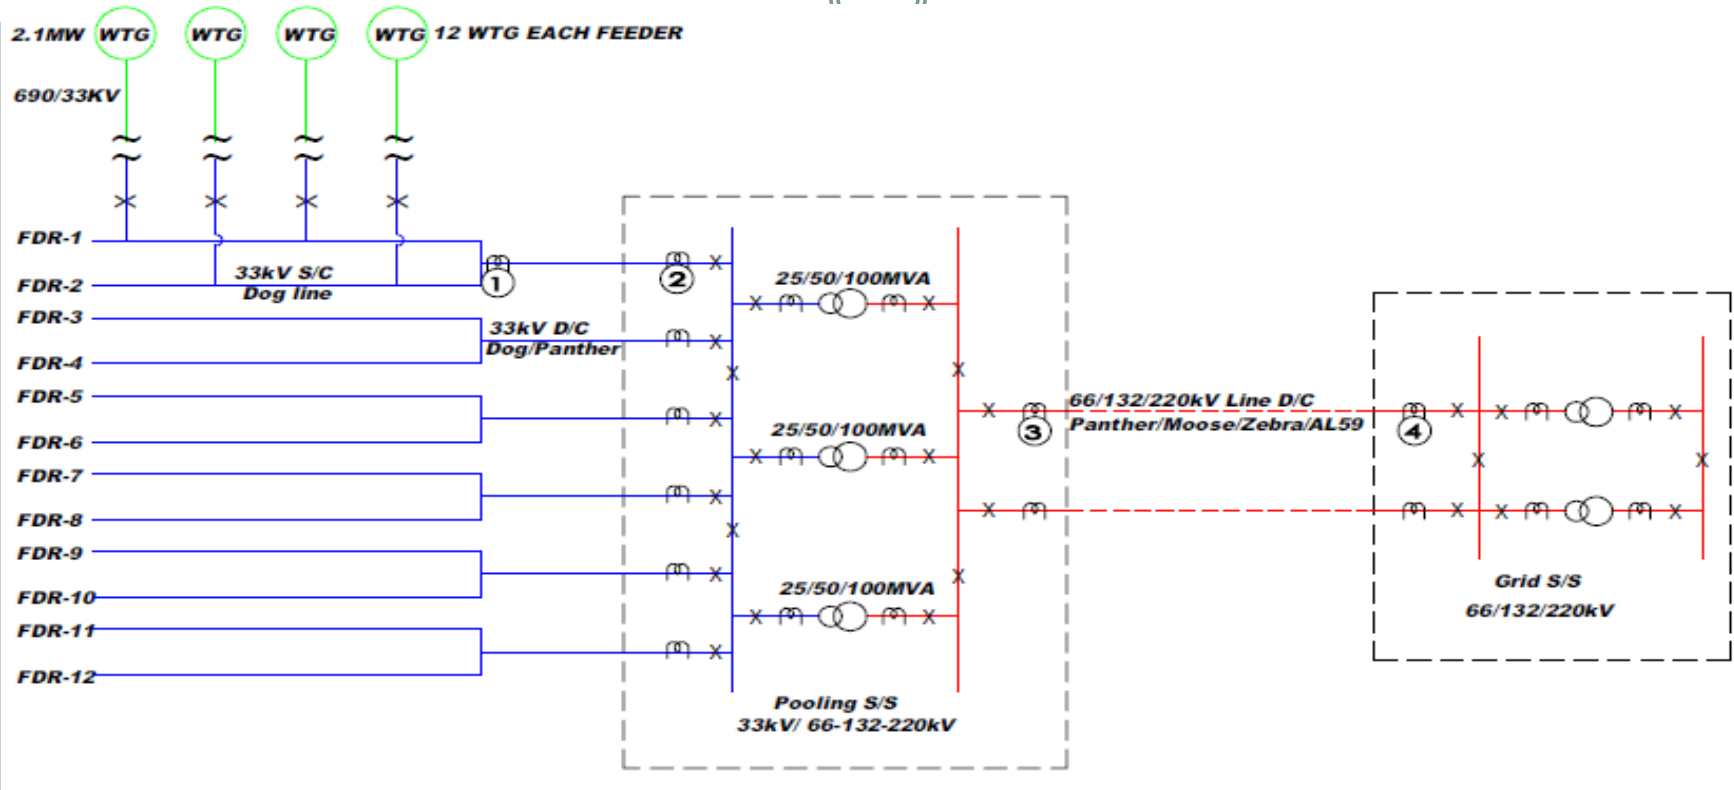 2.1MW WTG WTG WTG WTG 12 WTG EACH FEEDER
690/33KV
FDR-1
33kV S/C
Dog line
FDR-2
1
2
FDR-3
33kV D/C
Dog/Panther
FDR-4
FDR-5
FDR-6
FDR-7
FDR-8
FDR-9
FDR-10
FDR-11
FDR-12
25/50/100MVA
25/50/100MVA
25/50/100MVA
Pooling S/S
33kV/ 66-132-220kV
3
66/132/220kV Line D/C
Panther/Moose/Zebra/AL59
4
Grid S/S
66/132/220kV